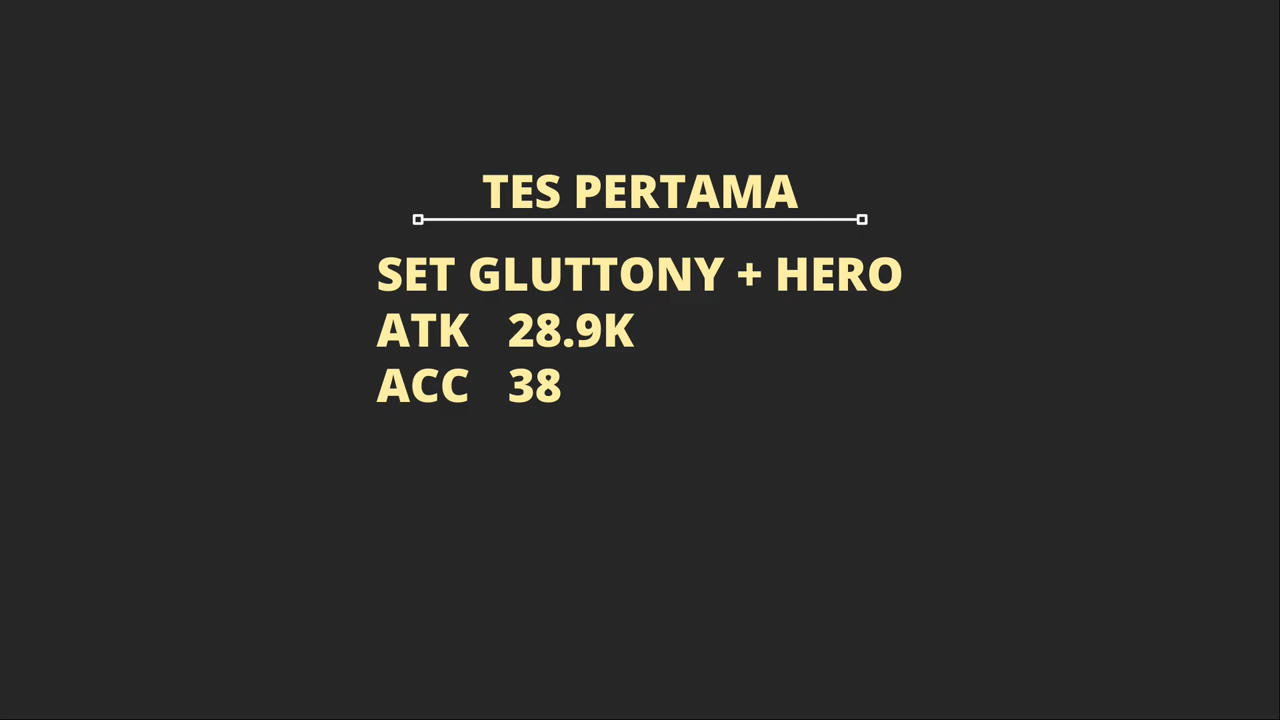 TES PERTAMA
SET GLUTTONY + HERO
ATK 28.9K
ACC 38